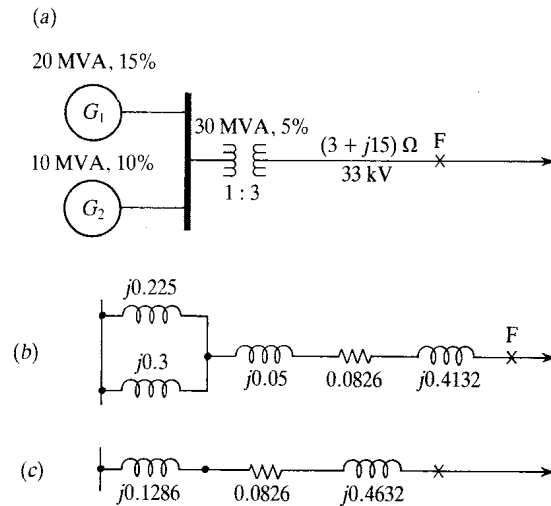 (a)
20 MVA, 15%
G₁
10 MVA, 10%
G₂
30 MVA, 5%
1 : 3
(3 + j15) Ω
33 kV
F
(b)
j0.225
j0.3
j0.05
0.0826
j0.4132
F
(c)
j0.1286
0.0826
j0.4632